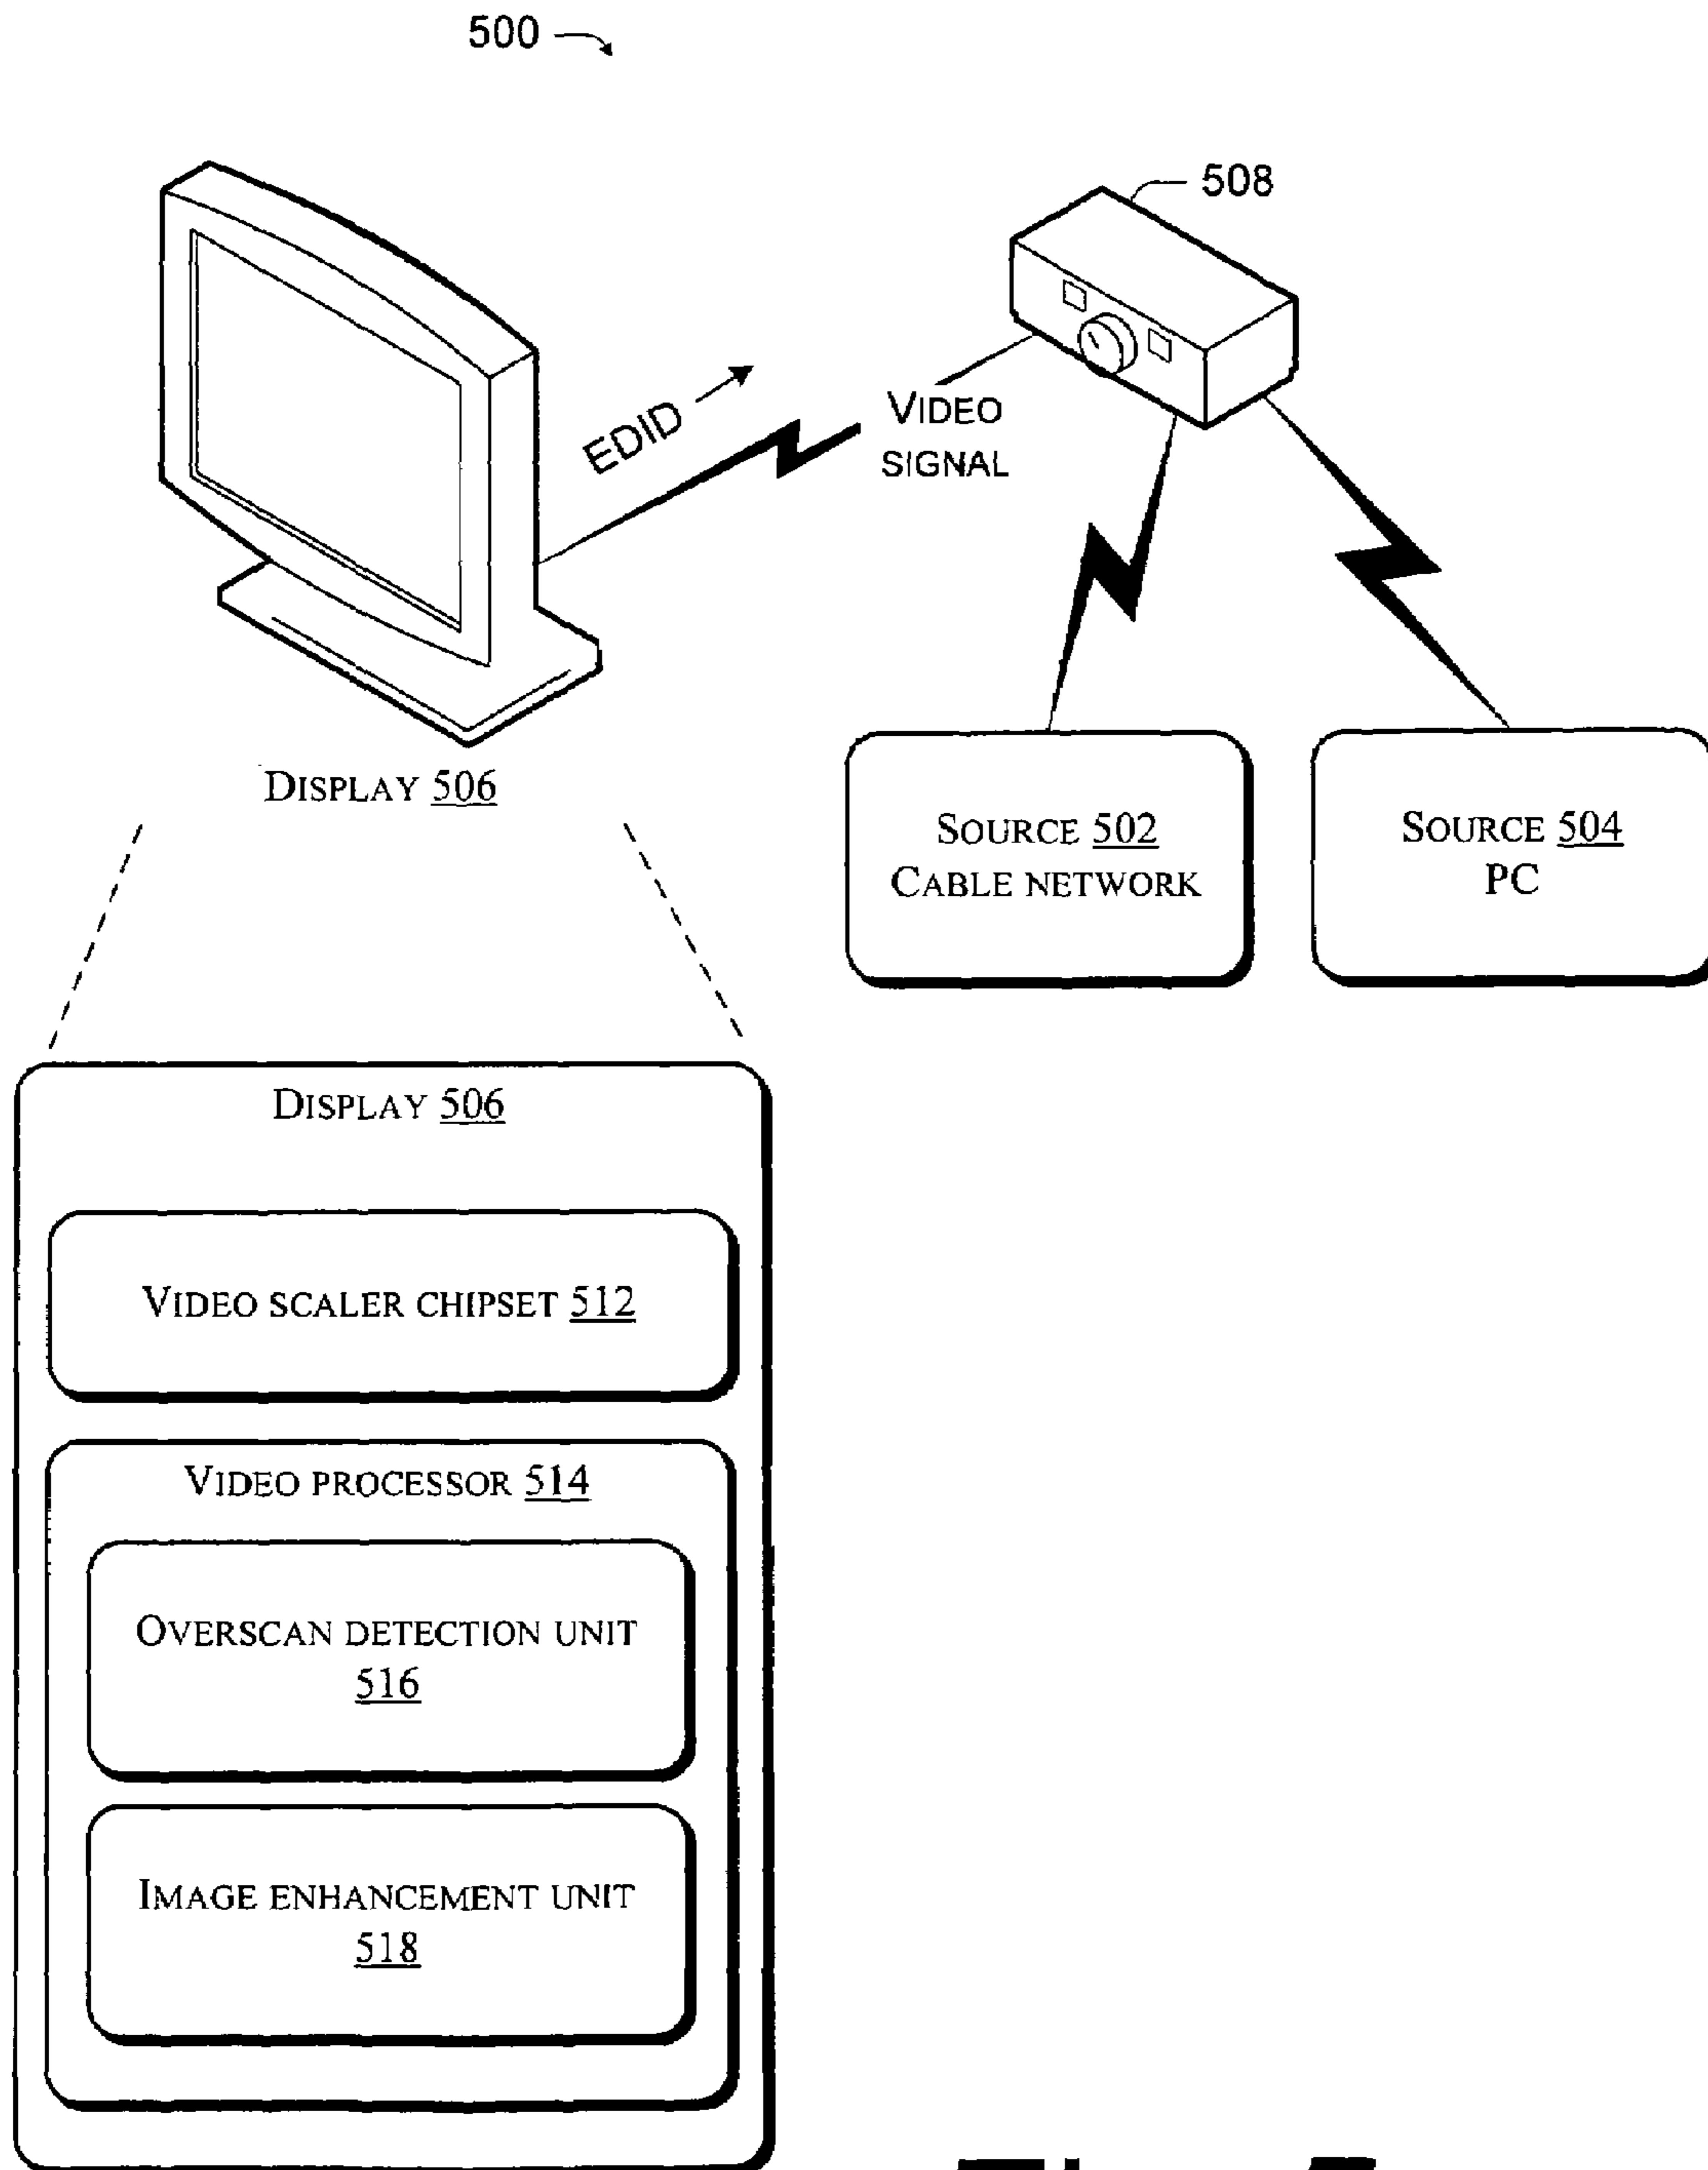 500
508
EDID
VIDEO
SIGNAL
DISPLAY 506
SOURCE 502
CABLE NETWORK
SOURCE 504
PC
DISPLAY 506
VIDEO SCALER CHIPSET 512
VIDEO PROCESSOR 514
OVERSCAN DETECTION UNIT
516
IMAGE ENHANCEMENT UNIT
518